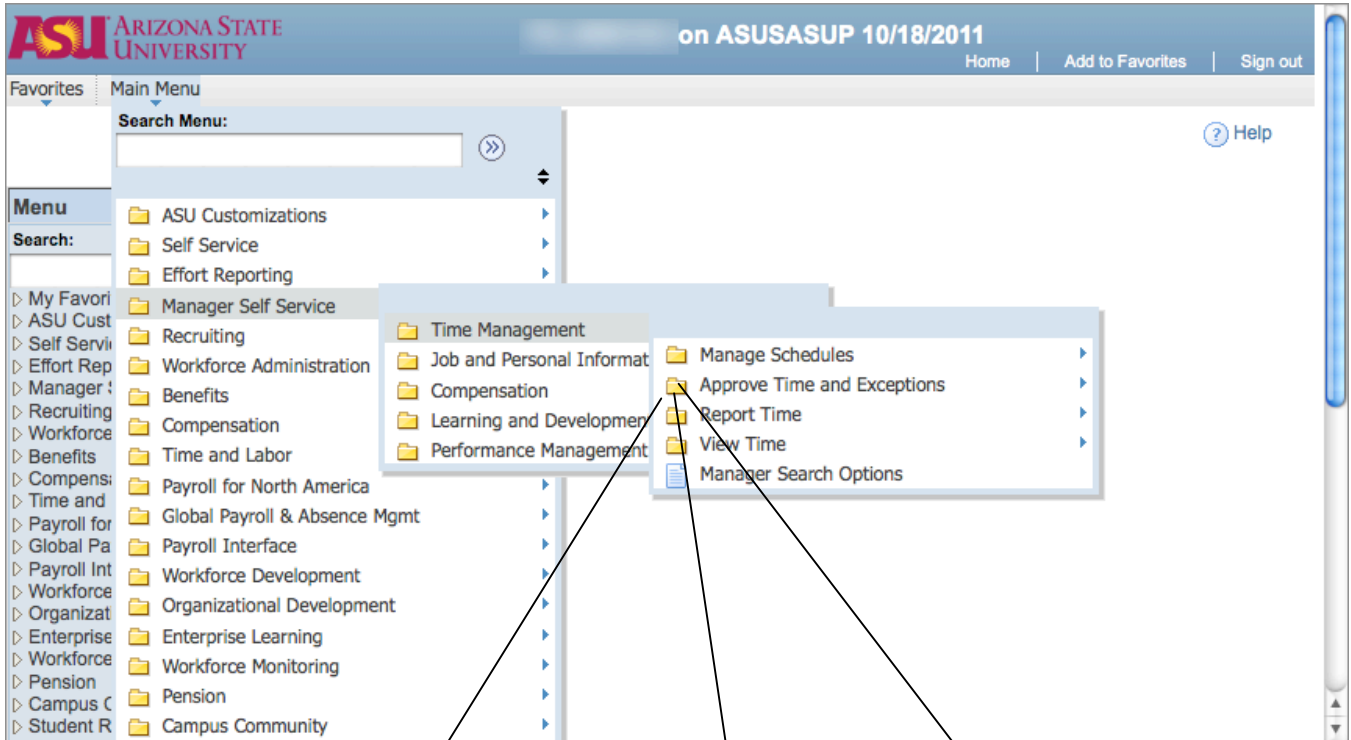 ASU ARIZONA STATE
UNIVERSITY
on ASUSASUP 10/18/2011
Home | Add to Favorites | Sign out
Favorites Main Menu
Search Menu:
Help
Menu
Search:
My Favori
ASU Cust
Self Servi
Effort Rep
Manager S
Recruiting
Workforce
Benefits
Compensa
Time and
Payroll for
Global Pa
Payroll Int
Workforce
Organizati
Enterprise
Workforce
Pension
Campus C
Student R
ASU Customizations
Self Service
Effort Reporting
Manager Self Service
Recruiting
Workforce Administration
Benefits
Compensation
Time and Labor
Payroll for North America
Global Payroll & Absence Mgmt
Payroll Interface
Workforce Development
Organizational Development
Enterprise Learning
Workforce Monitoring
Pension
Campus Community
Time Management
Job and Personal Informat
Compensation
Learning and Developmen
Performance Management
Manage Schedules
Approve Time and Exceptions
Report Time
View Time
Manager Search Options